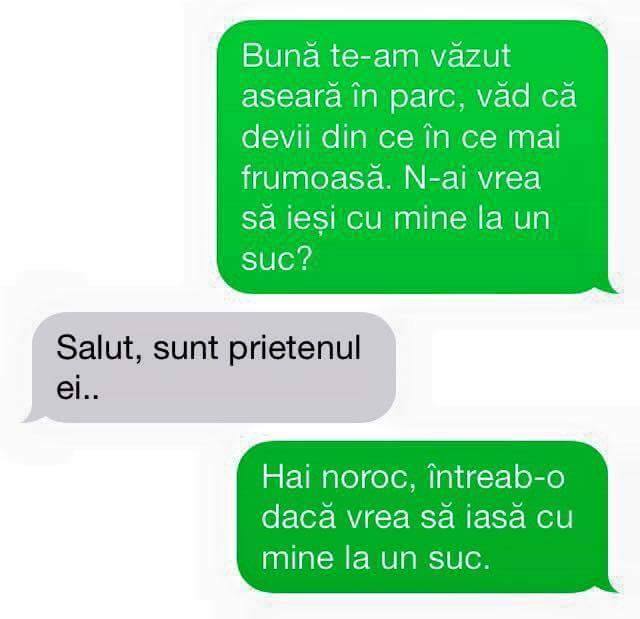 Bună te-am văzut
aseară în parc, văd că
devii din ce în ce mai
frumoasă. N-ai vrea
să ieși cu mine la un
suc?
Salut, sunt prietenul
ei..
Hai noroc, întreab-o
dacă vrea să iasă cu
mine la un suc.